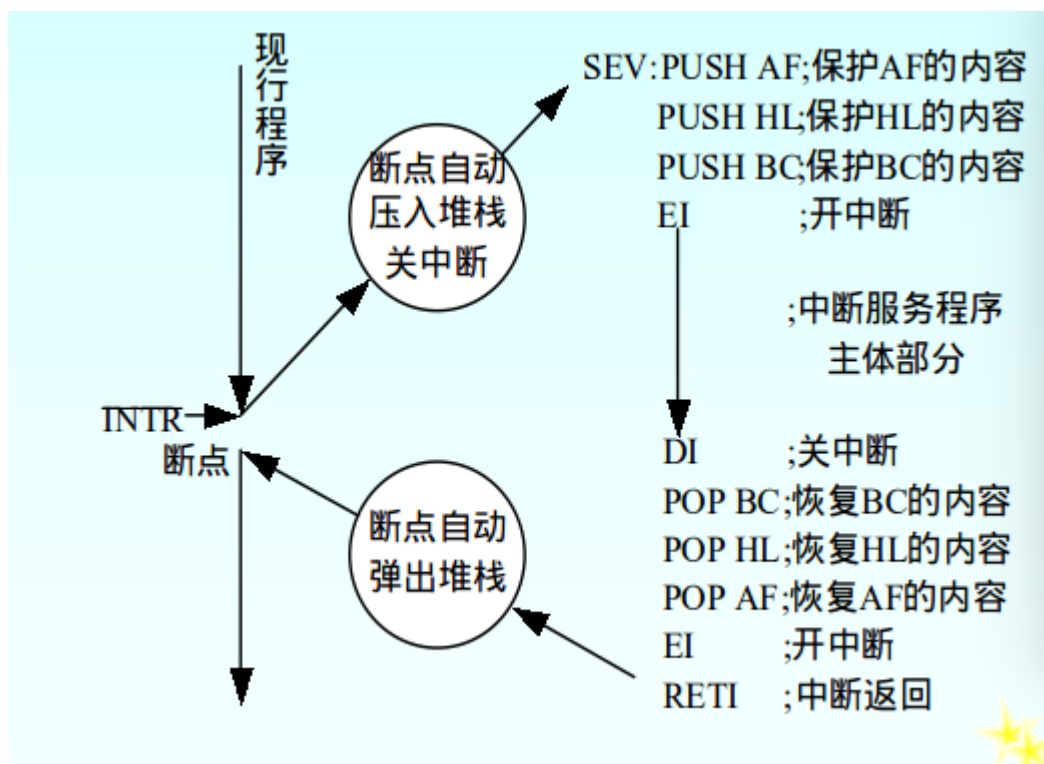 现行程序
断点自动
压入堆栈
关中断
INTR
断点
断点自动
弹出堆栈
SEV:PUSH AF;保护AF的内容
PUSH HL;保护HL的内容
PUSH BC;保护BC的内容
EI ;开中断
;中断服务程序
主体部分
DI ;关中断
POP BC;恢复BC的内容
POP HL;恢复HL的内容
POP AF;恢复AF的内容
EI ;开中断
RETI ;中断返回